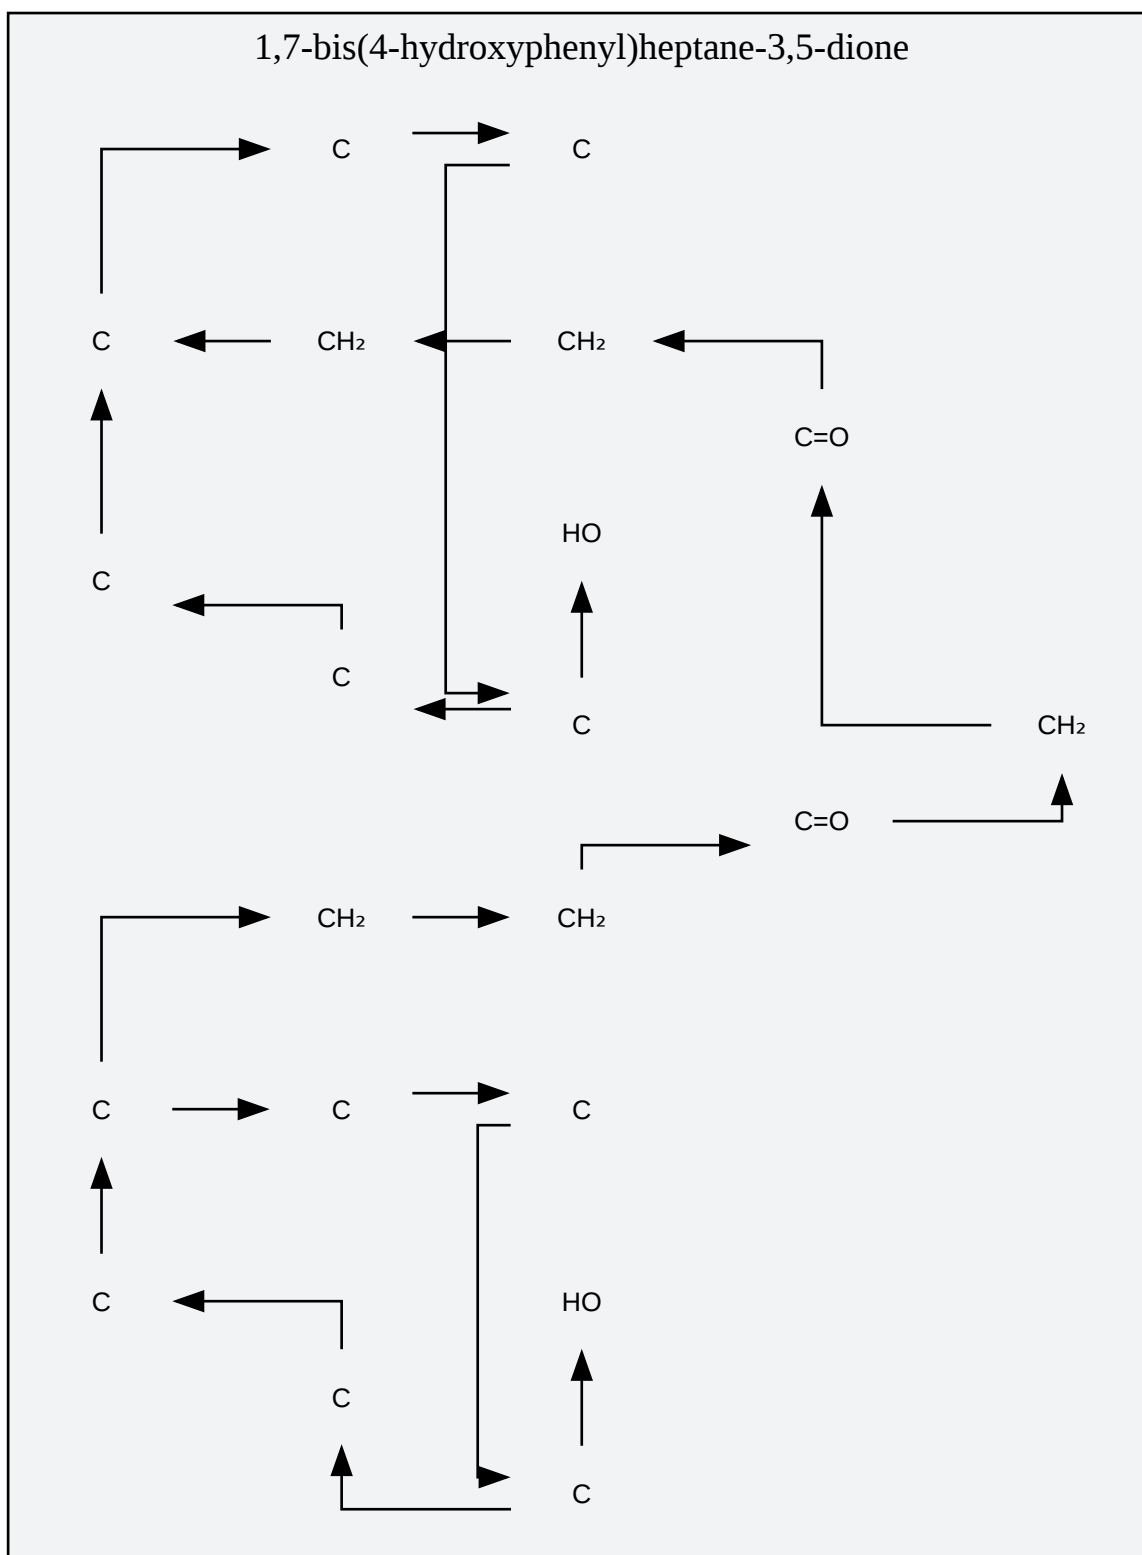 1,7-bis(4-hydroxyphenyl)heptane-3,5-dione
C C
C CH₂ CH₂
C=O
HO
C
C
C CH₂
C=O
CH₂ CH₂
C C C
C HO
C
C